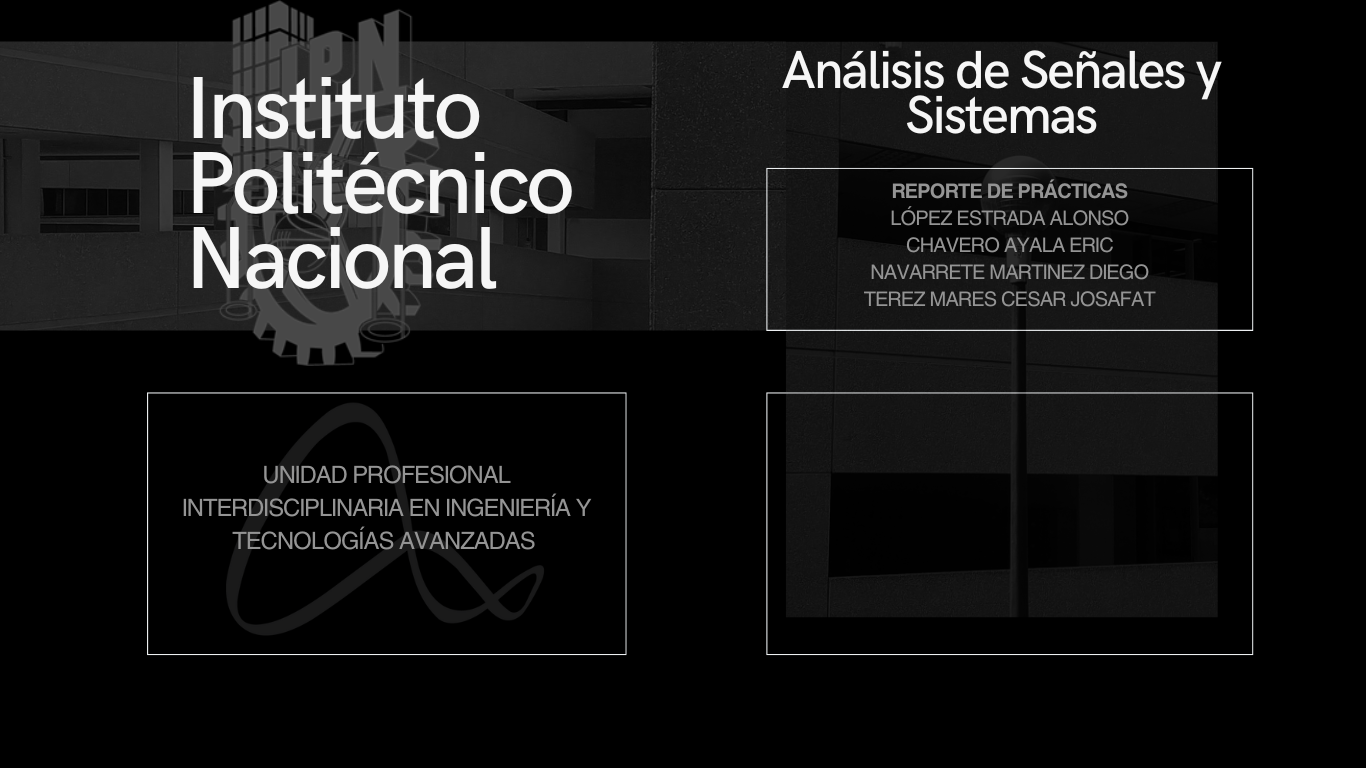 IPN
Instituto
Politécnico
Nacional
Análisis de Señales y
Sistemas
REPORTE DE PRÁCTICAS
LÓPEZ ESTRADA ALONSO
CHAVERO AYALA ERIC
NAVARRETE MARTINEZ DIEGO
TEREZ MARES CESAR JOSAFAT
UNIDAD PROFESIONAL
INTERDISCIPLINARIA EN INGENIERÍA Y
TECNOLOGÍAS AVANZADAS